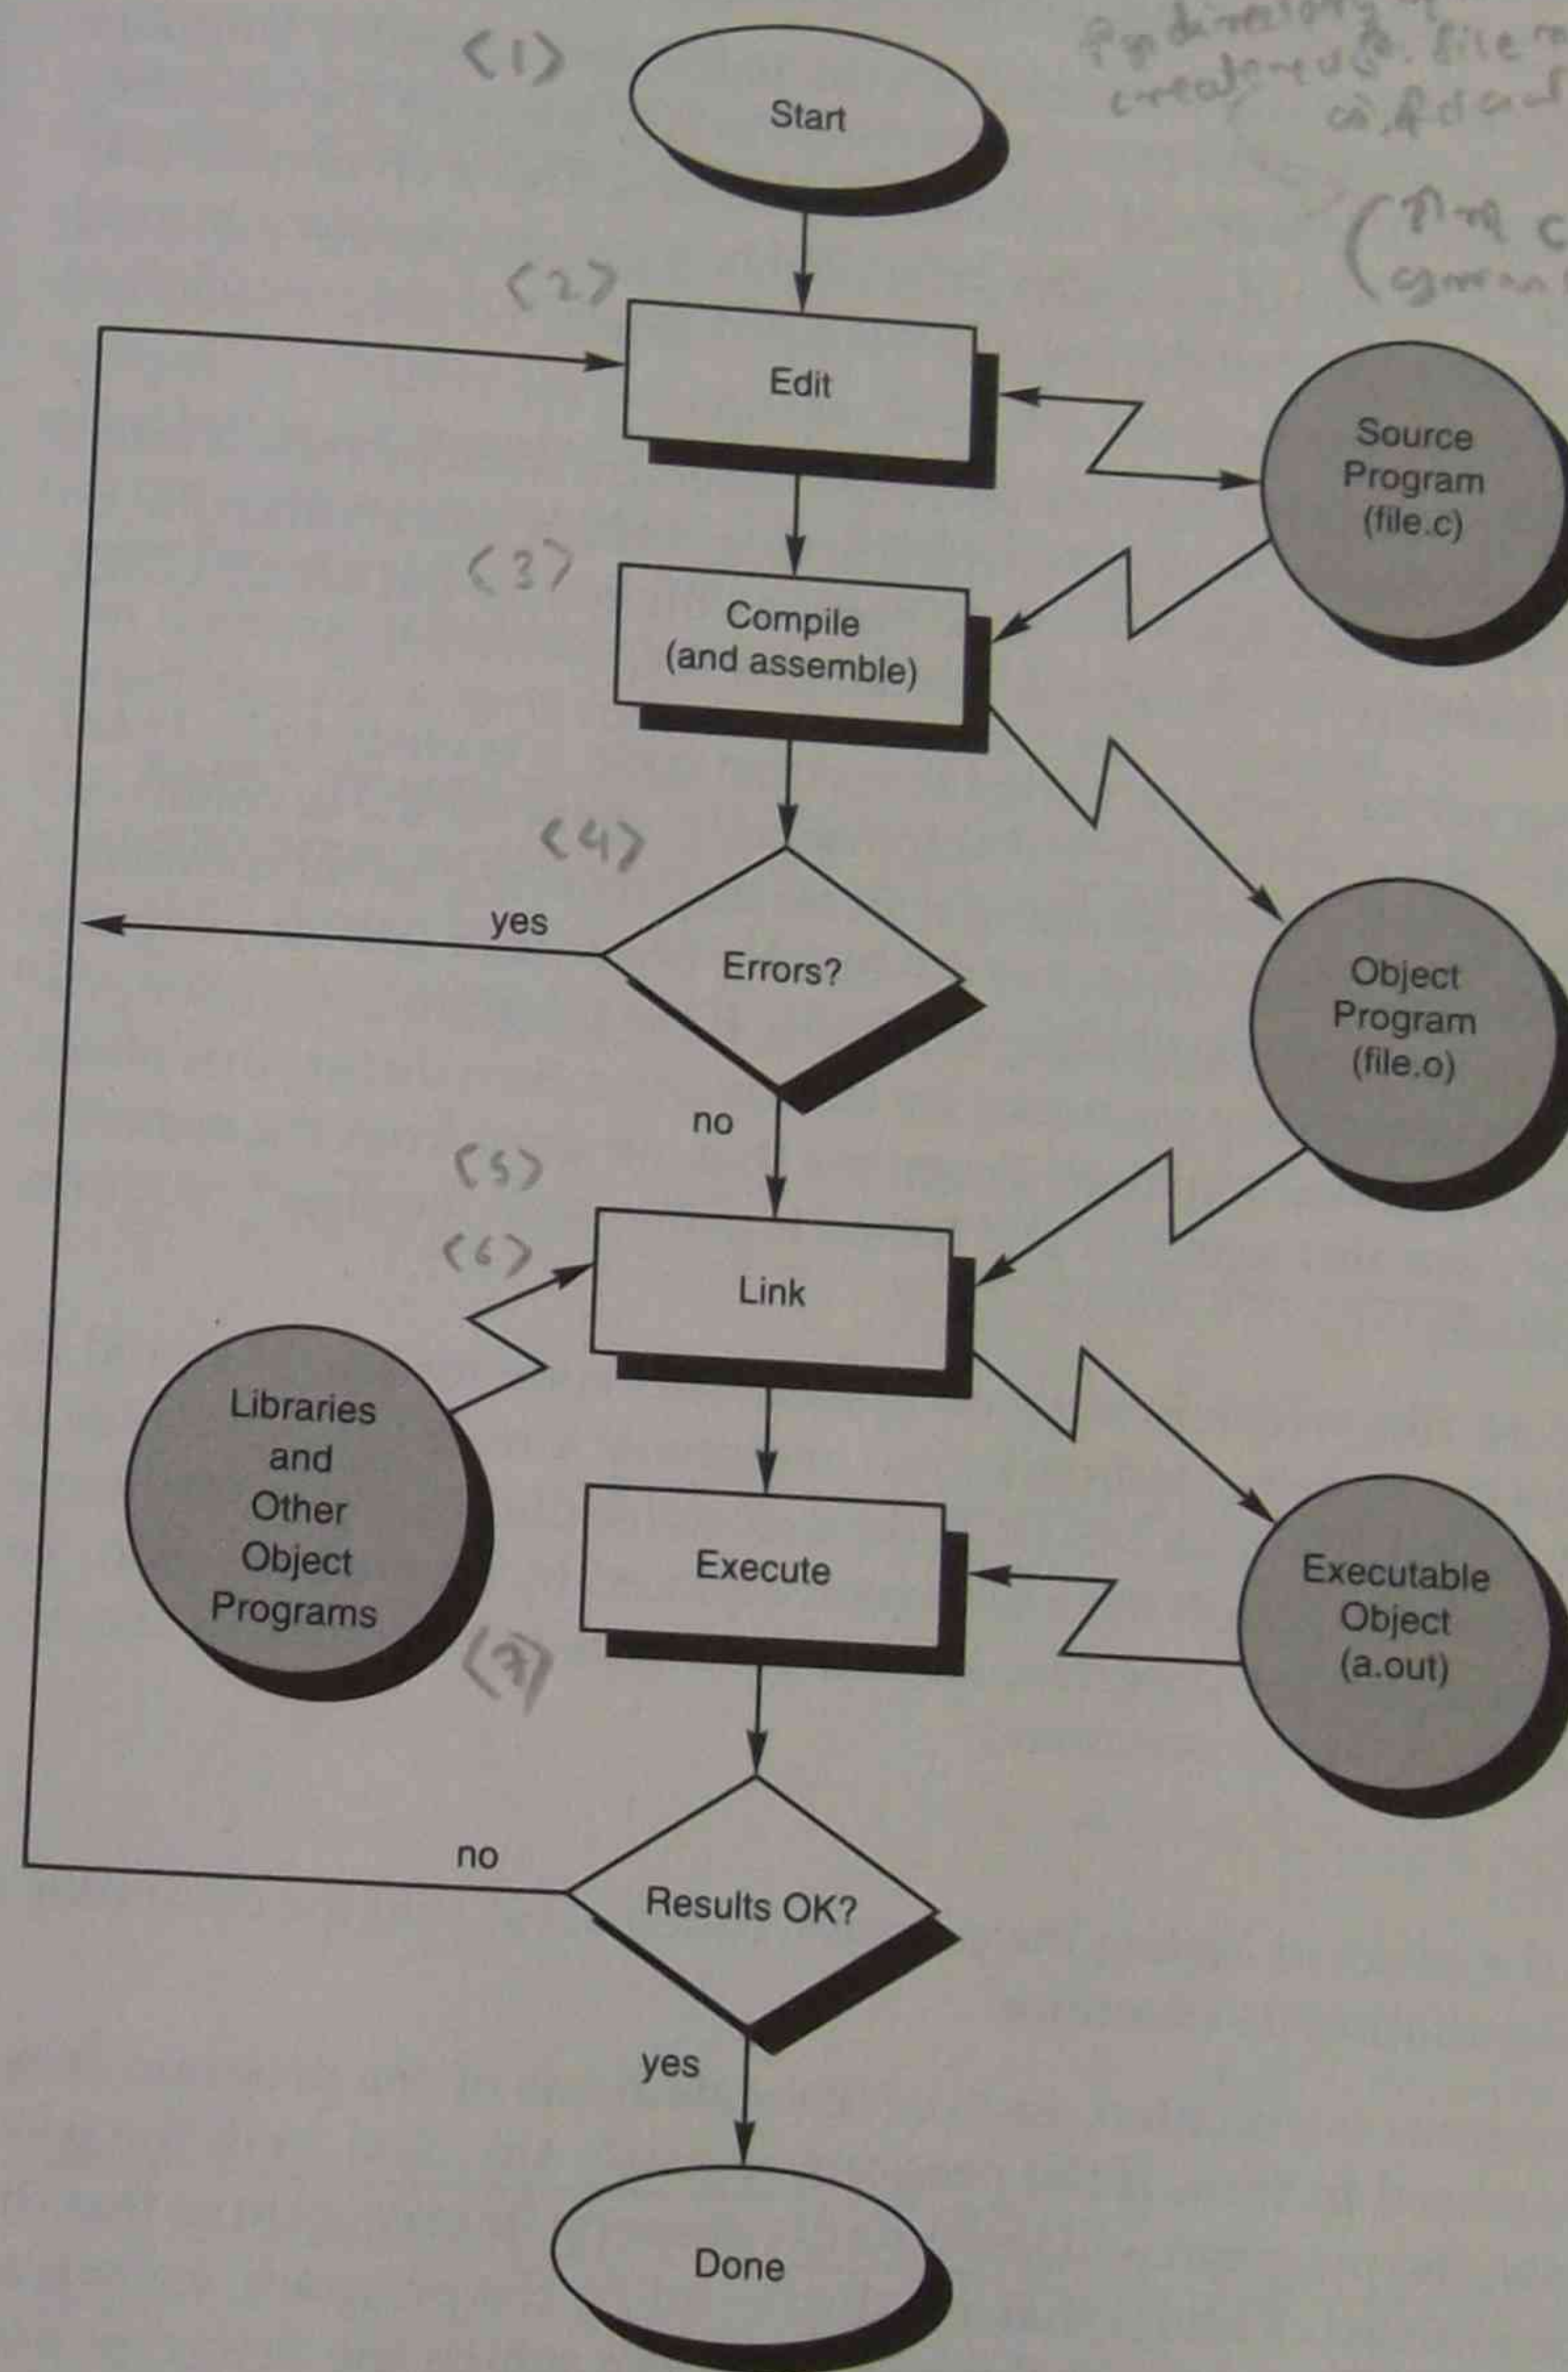 <1>
Start
<2>
Edit
Source
Program
(file.c)
<3>
Compile
(and assemble)
<4>
yes
Errors?
Object
Program
(file.o)
no
<5>
<6>
Link
Libraries
and
Other
Object
Programs
Execute
Executable
Object
(a.out)
<7>
no
Results OK?
yes
Done